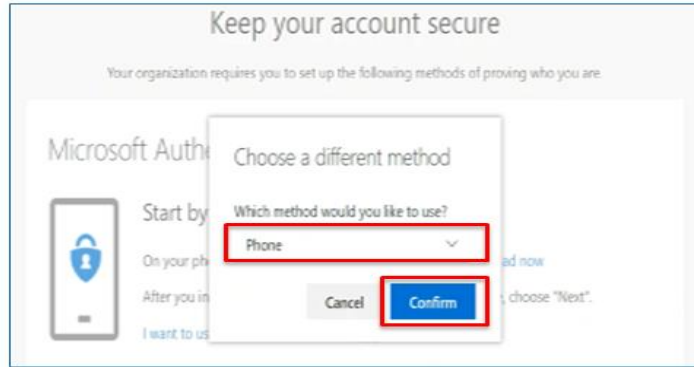 Keep your account secure
Your organization requires you to set up the following methods of proving who you are.
Microsoft Authe
Choose a different method
Start by
Which method would you like to use?
Phone
On your pho
ad now
After you in
, choose "Next".
Cancel
Confirm
I want to us